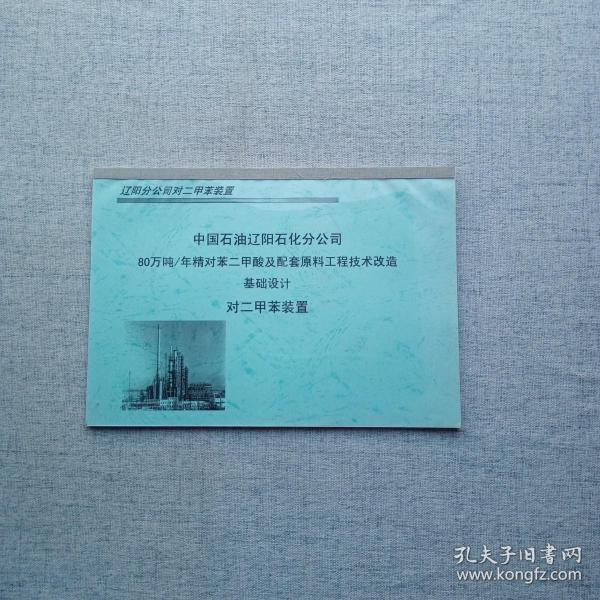 辽阳分公司对二甲苯装置
中国石油辽阳石化分公司
80万吨/年精对苯二甲酸及配套原料工程技术改造
基础设计
对二甲苯装置
孔夫子旧书网
www.kongfz.com